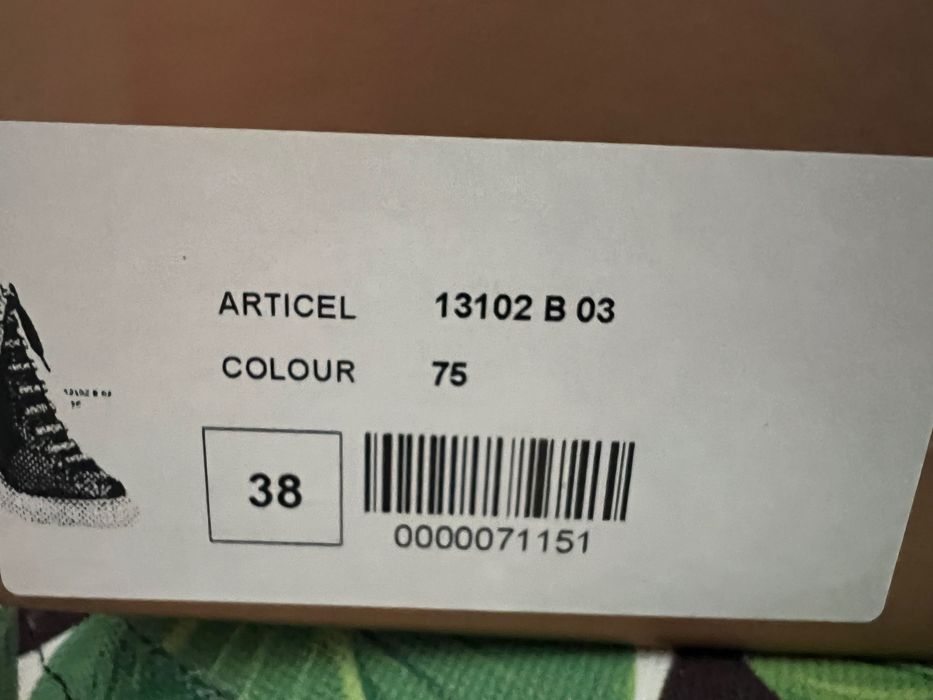 ARTICEL 13102 B 03
COLOUR 75
38
0000071151